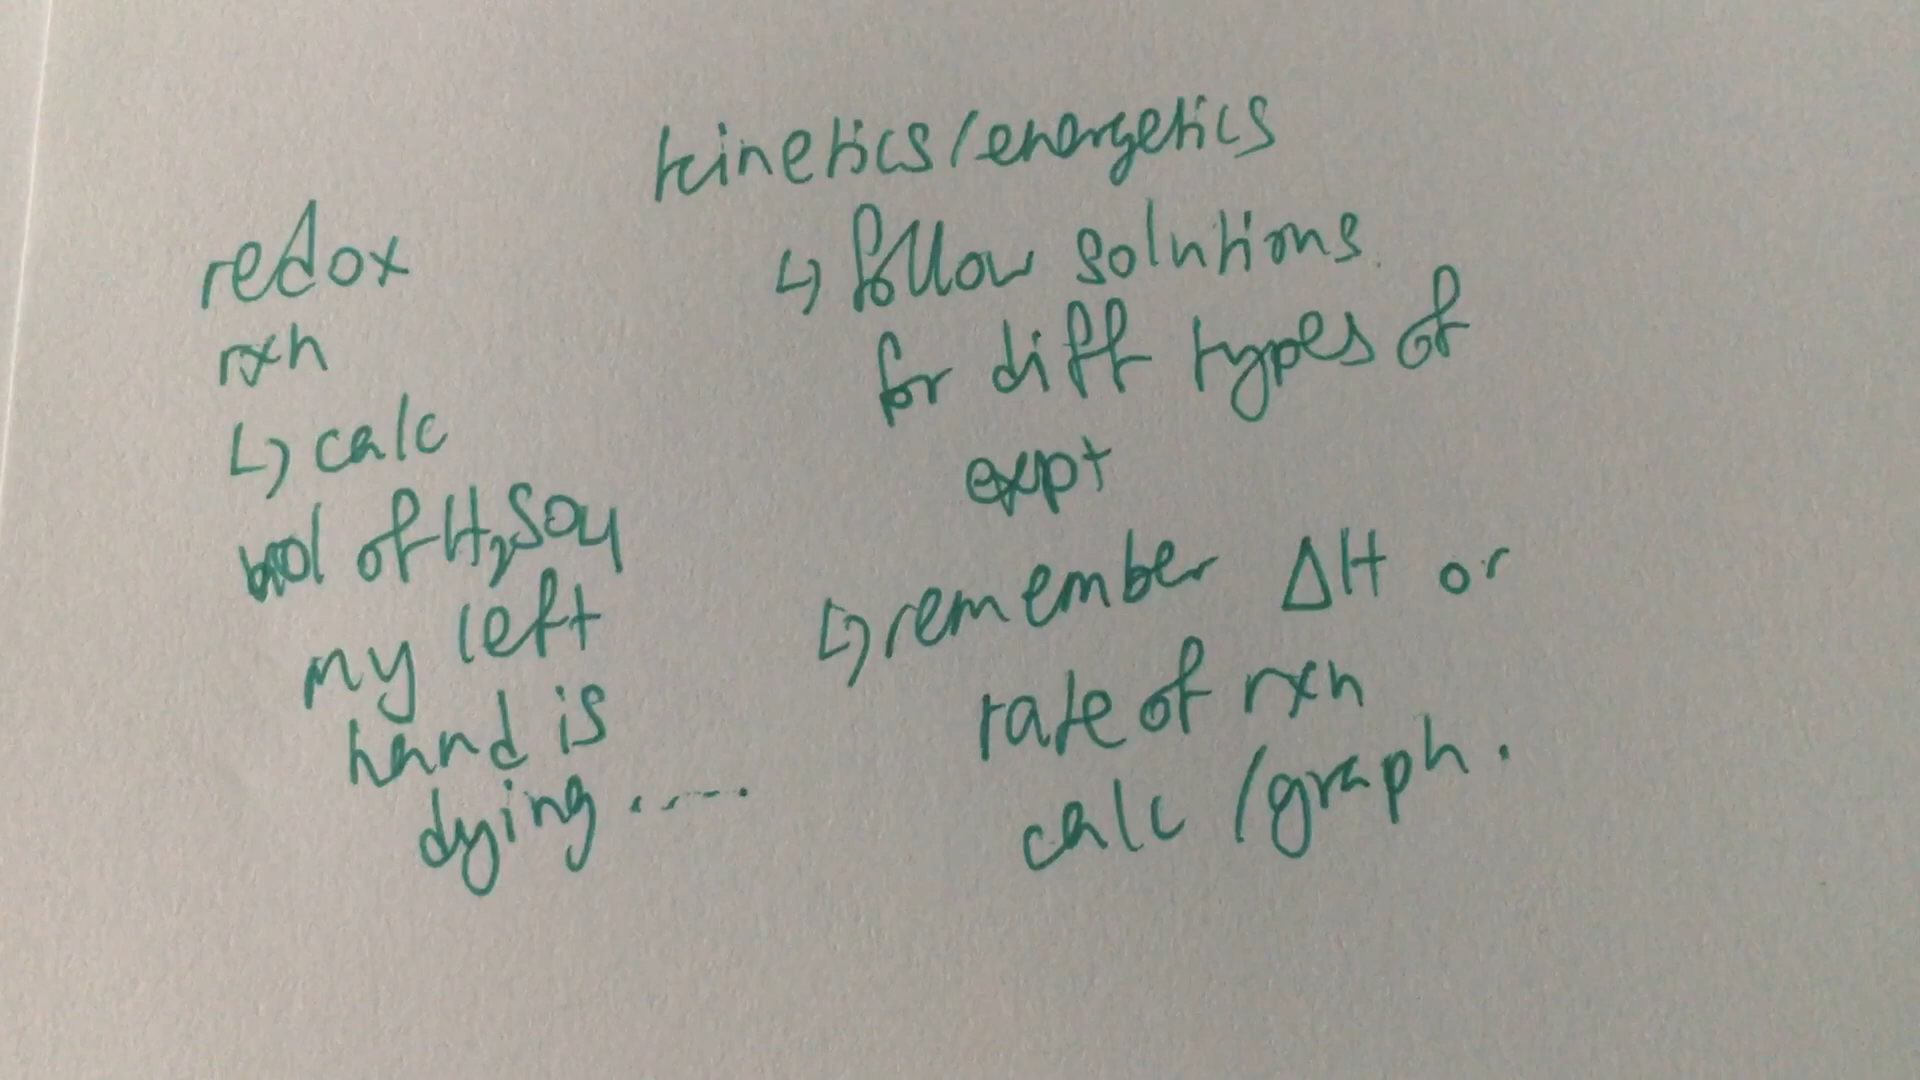 redox
rxn
↳ calc
vol of H₂SO4
my left
hand is
dying .....
kinetics/energetics
↳ follow solutions
for diff types of
expt
↳ remember ΔH or
rate of rxn
calc /graph.